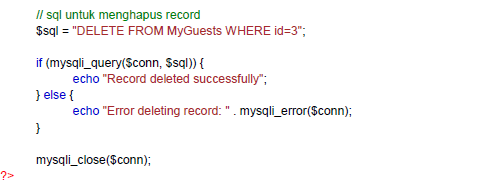 // sql untuk menghapus record
$sql = "DELETE FROM MyGuests WHERE id=3";
if (mysqli_query($conn, $sql)) {
echo "Record deleted successfully";
} else {
echo "Error deleting record: " . mysqli_error($conn);
}
mysqli_close($conn);
?>